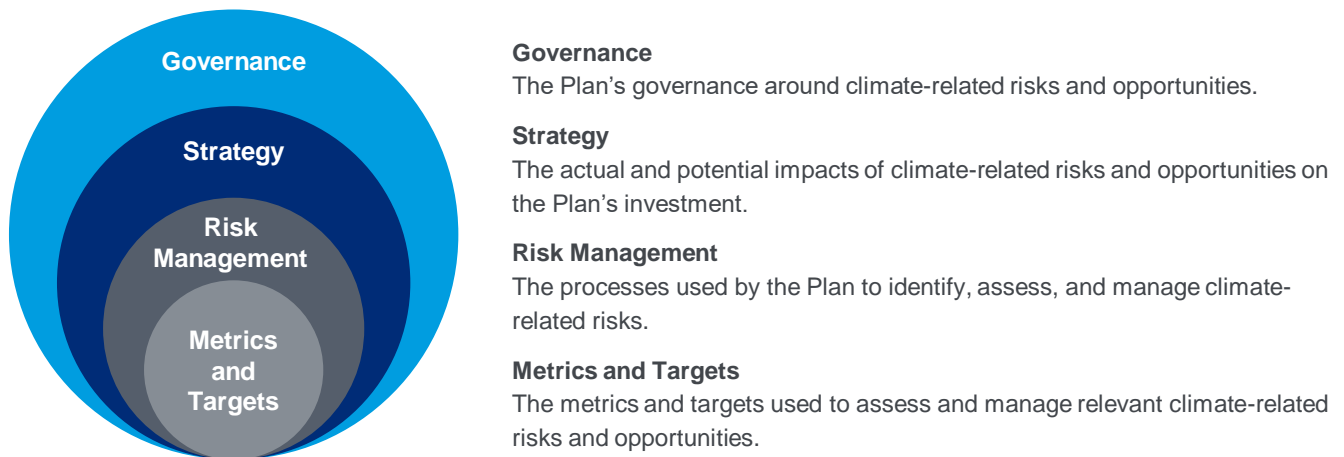 Governance
Strategy
Risk
Management
Metrics
and
Targets
Governance
The Plan’s governance around climate-related risks and opportunities.
Strategy
The actual and potential impacts of climate-related risks and opportunities on
the Plan’s investment.
Risk Management
The processes used by the Plan to identify, assess, and manage climate-
related risks.
Metrics and Targets
The metrics and targets used to assess and manage relevant climate-related
risks and opportunities.